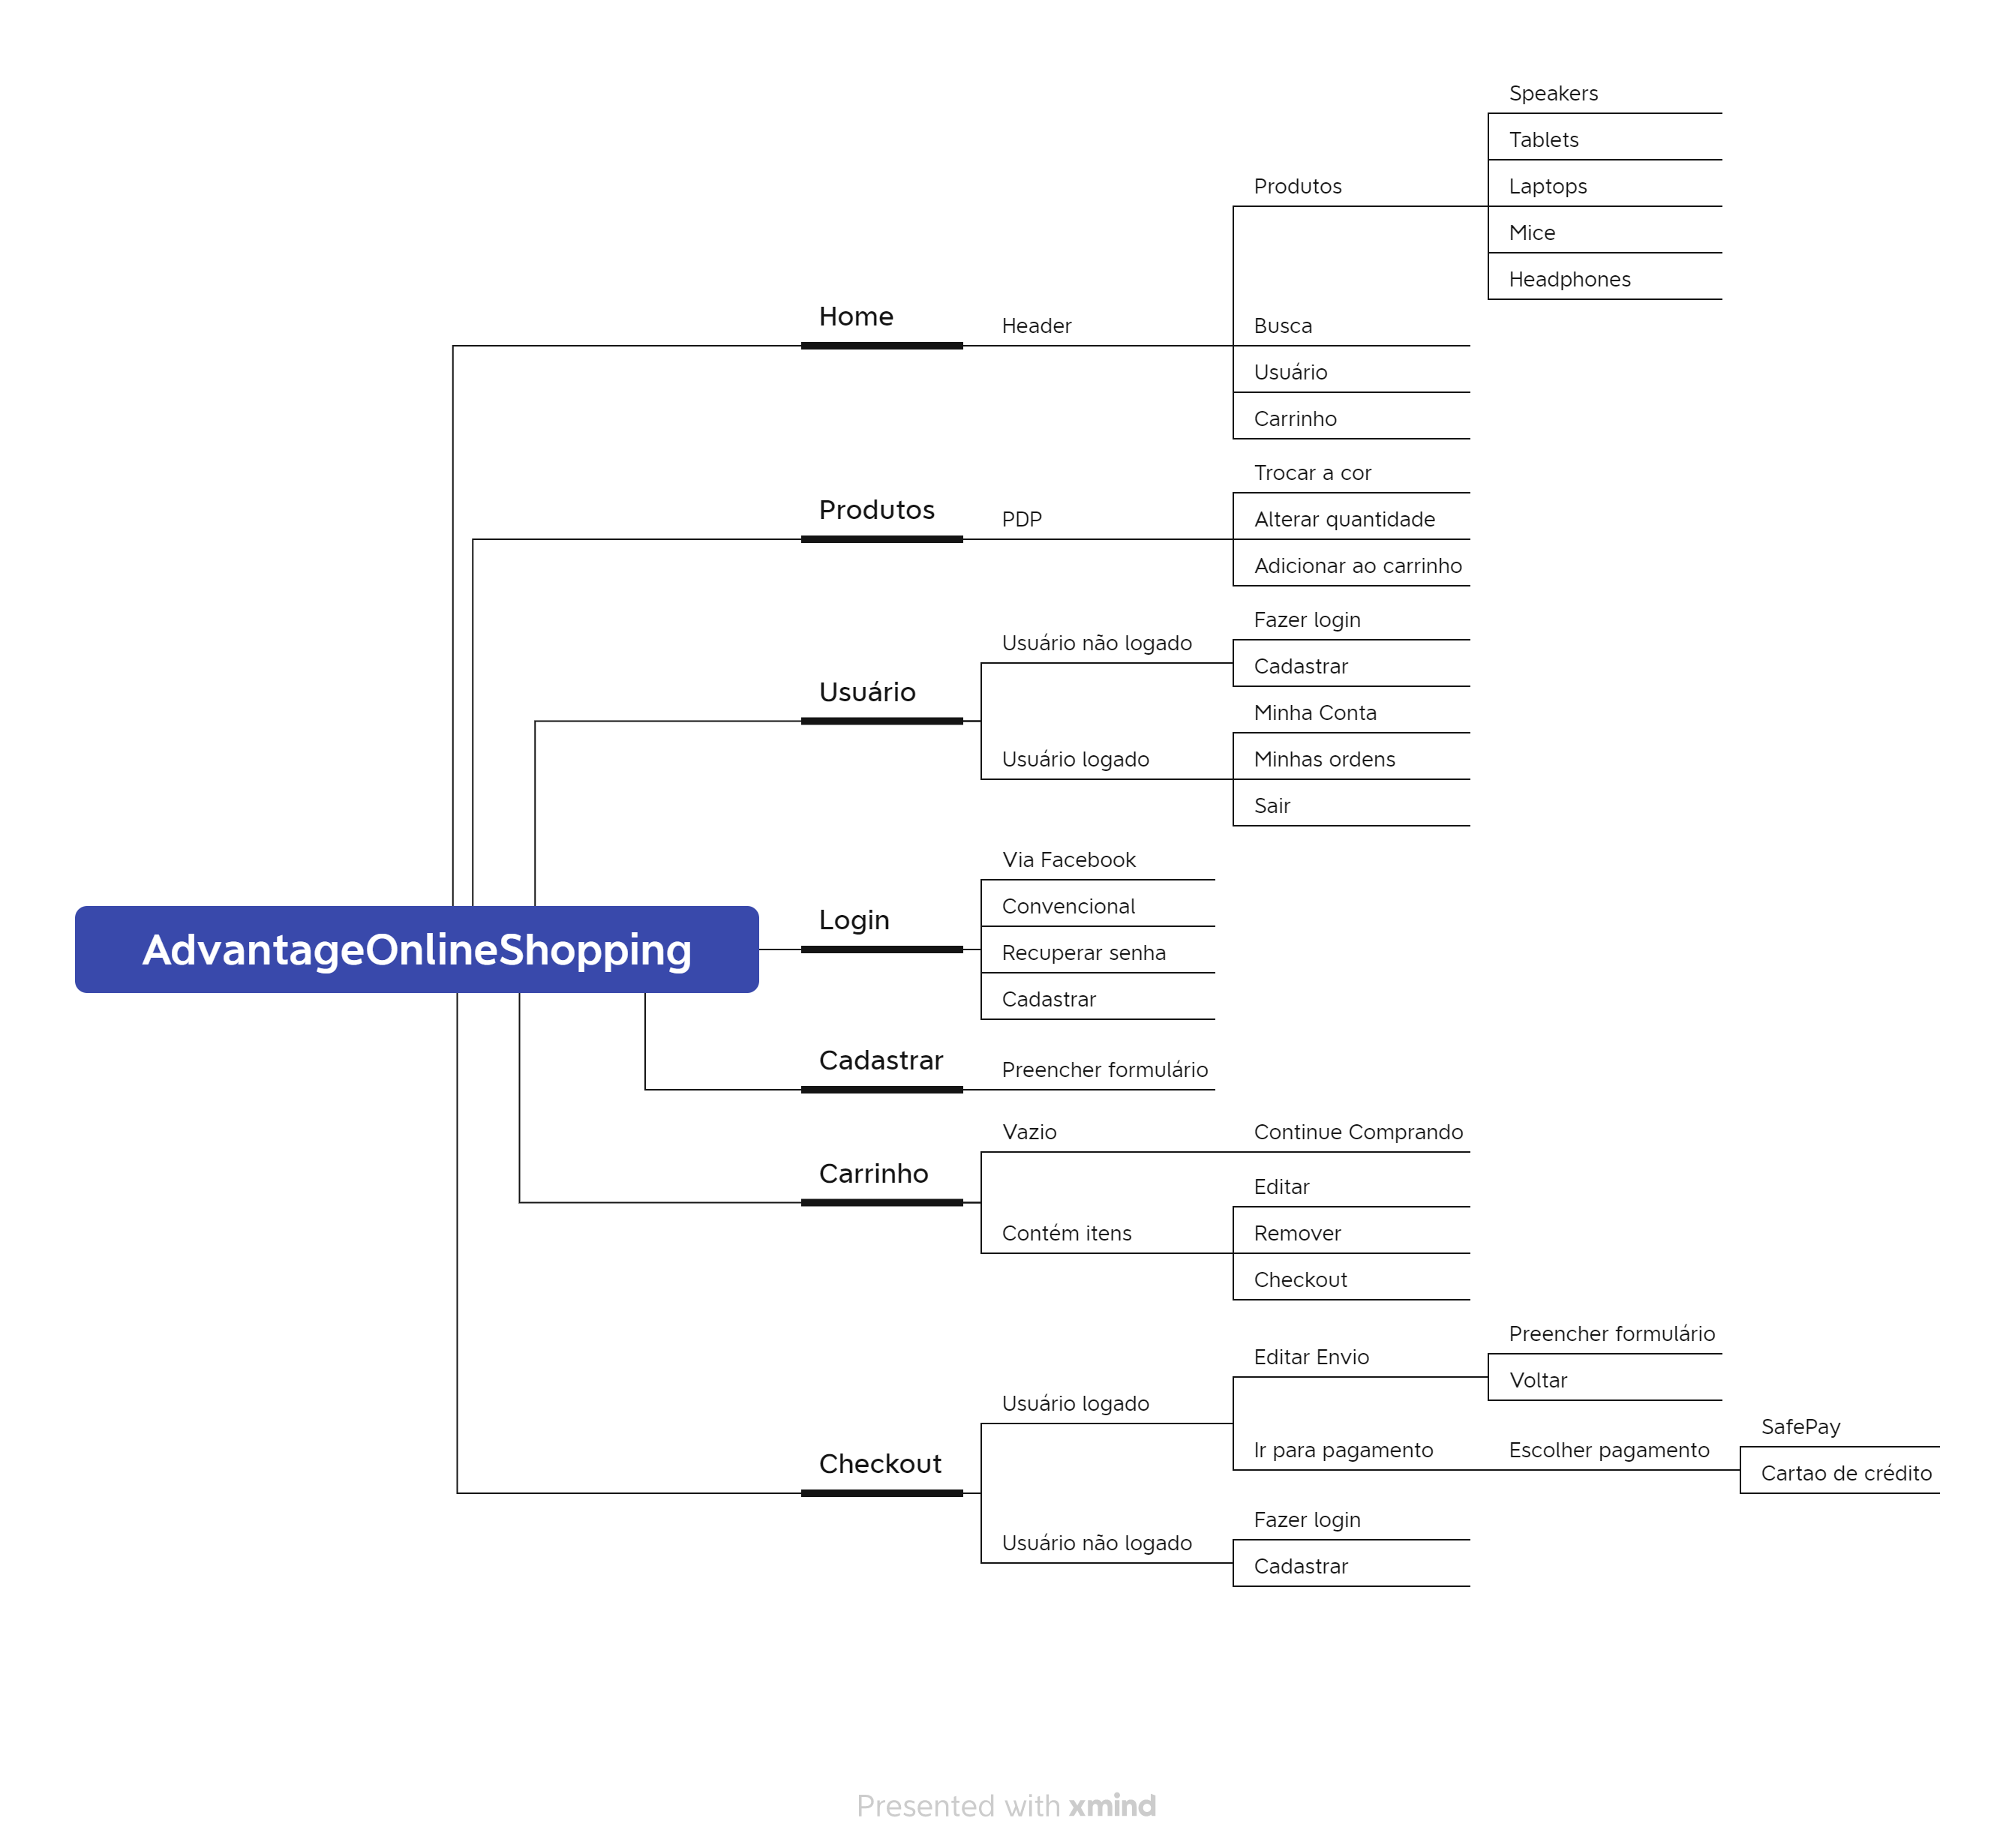 AdvantageOnlineShopping
Home
Header
Produtos
Speakers
Tablets
Laptops
Mice
Headphones
Busca
Usuário
Carrinho
Produtos
PDP
Trocar a cor
Alterar quantidade
Adicionar ao carrinho
Usuário
Usuário não logado
Fazer login
Cadastrar
Usuário logado
Minha Conta
Minhas ordens
Sair
Login
Via Facebook
Convencional
Recuperar senha
Cadastrar
Cadastrar
Preencher formulário
Carrinho
Vazio
Continue Comprando
Contém itens
Editar
Remover
Checkout
Checkout
Usuário logado
Editar Envio
Preencher formulário
Voltar
Ir para pagamento
Escolher pagamento
SafePay
Cartao de crédito
Usuário não logado
Fazer login
Cadastrar
Presented with xmind